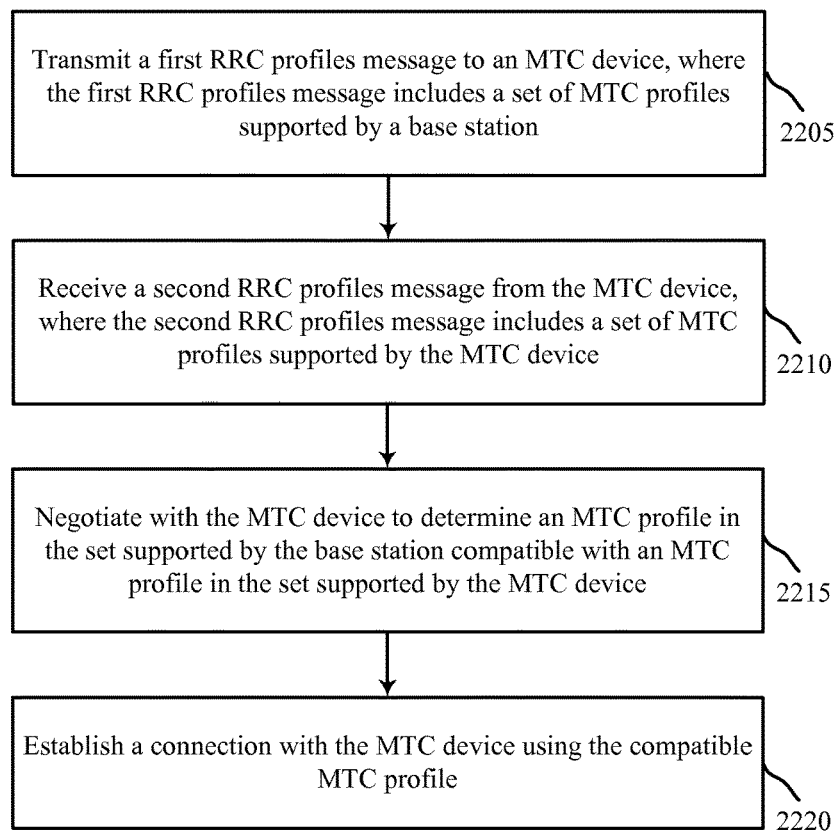 Transmit a first RRC profiles message to an MTC device, where
the first RRC profiles message includes a set of MTC profiles
supported by a base station
2205
Receive a second RRC profiles message from the MTC device,
where the second RRC profiles message includes a set of MTC
profiles supported by the MTC device
2210
Negotiate with the MTC device to determine an MTC profile in
the set supported by the base station compatible with an MTC
profile in the set supported by the MTC device
2215
Establish a connection with the MTC device using the compatible
MTC profile
2220